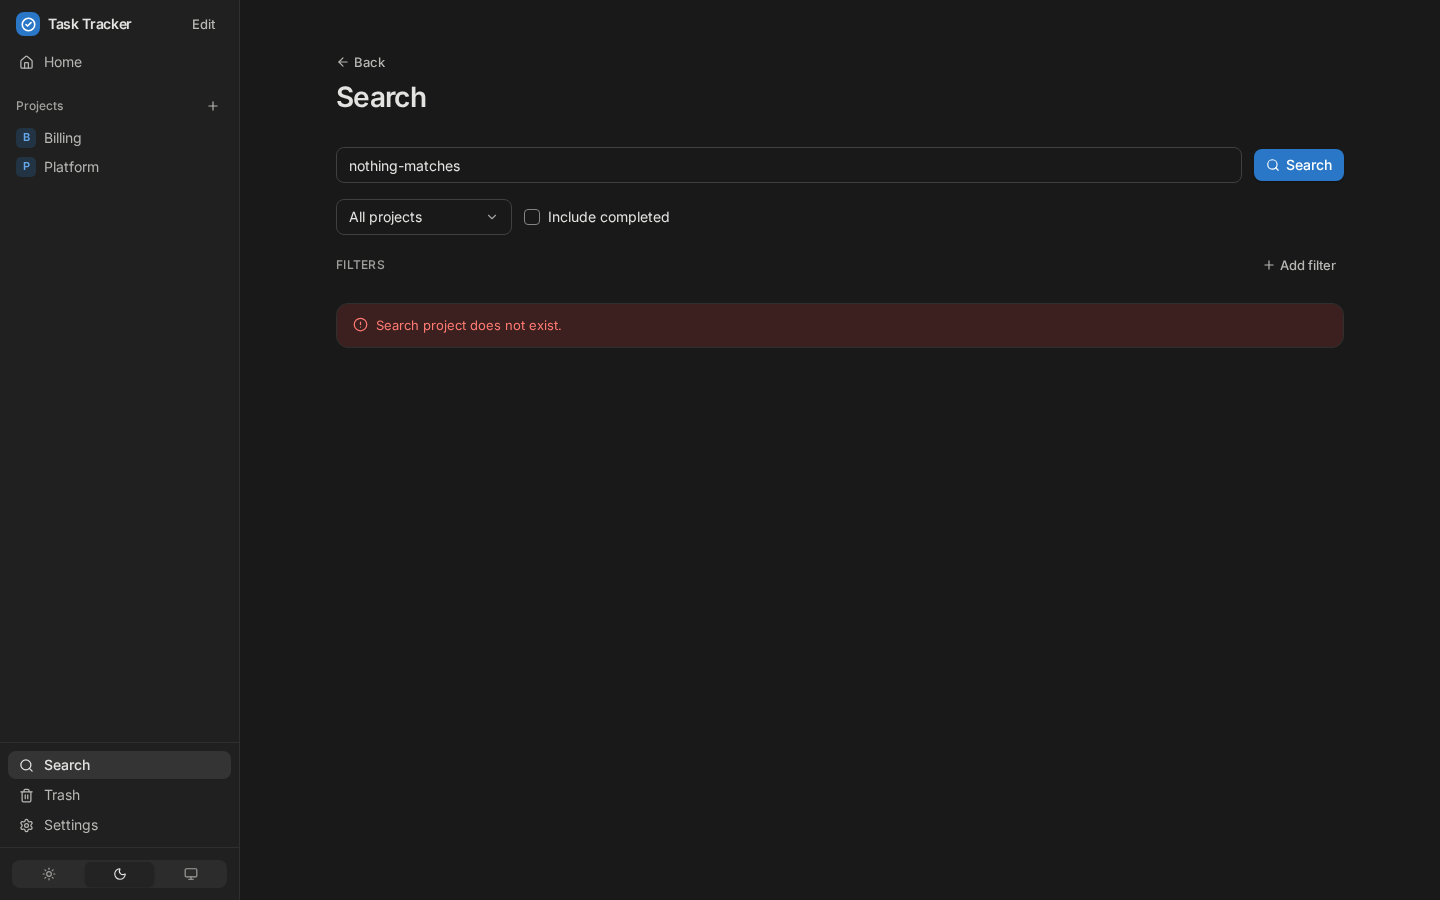 Task Tracker
Edit
Home
Projects
B Billing
P Platform
Search
Trash
Settings
Back
Search
nothing-matches
Search
All projects
Include completed
FILTERS
Add filter
Search project does not exist.